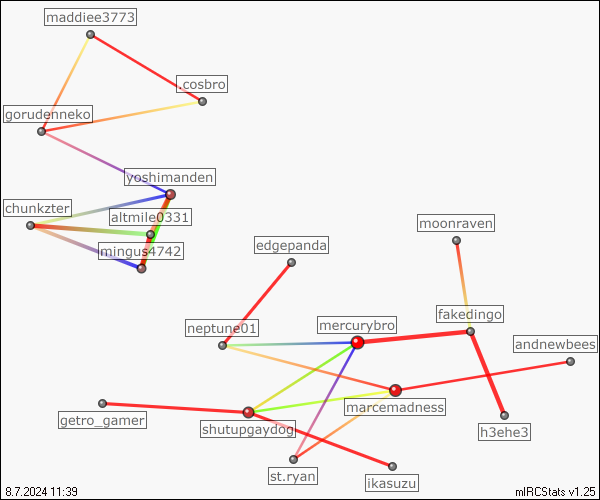 maddiee3773
.cosbro
gorudenneko
yoshimanden
chunkzter
altmile0331
mingus4742
moonraven
edgepanda
fakedingo
neptune01
mercurybro
andnewbees
marcemadness
getro_gamer
shutupgaydog
h3ehe3
st.ryan
ikasuzu
8.7.2024 11:39
mIRCStats v1.25